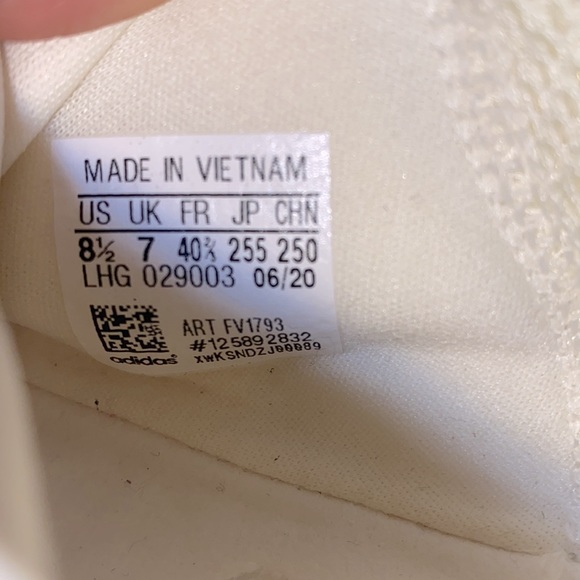 MADE IN VIETNAM
US UK FR JP CHN
8½ 7 40⅔ 255 250
LHG 029003 06/20
ART FV1793
#125892832
xwKSNDZJ00089
adidas